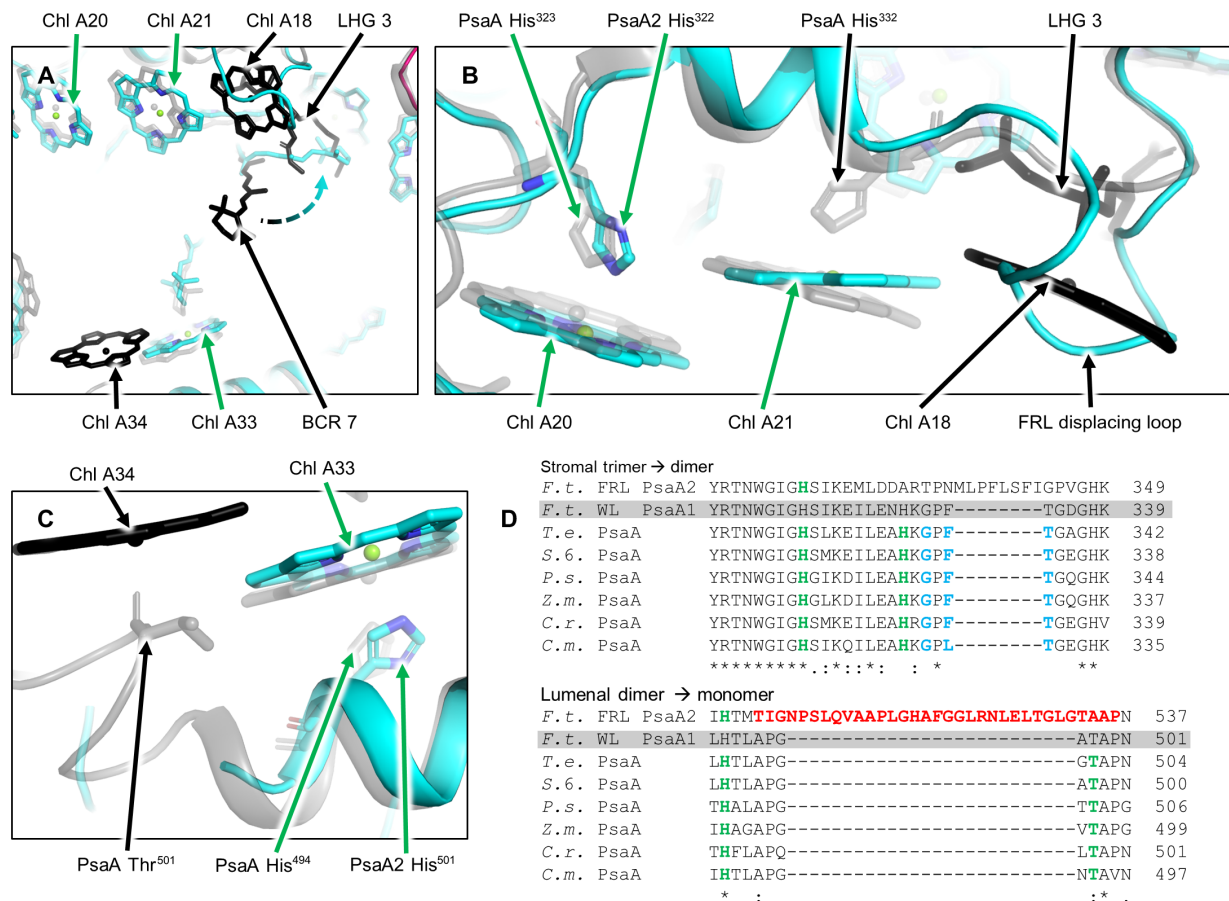 Chl A20 Chl A21 Chl A18 LHG 3 PsaA His³²³ PsaA2 His³²² PsaA His³³² LHG 3
A B
Chl A34 Chl A33 BCR 7 Chl A20 Chl A21 Chl A18 FRL displacing loop
Chl A34 Chl A33
C
PsaA Thr⁵⁰¹ PsaA His⁴⁹⁴ PsaA2 His⁵⁰¹
D
Stromal trimer → dimer
F.t. FRL PsaA2 YRTNWGIGHSIKEMLDDARTPNMLPFLSFIGPVGHK 349
F.t. WL PsaA1 YRTNWGIGHSIKEILENHKGPF---------TGDGHK 339
T.e. PsaA YRTNWGIGHSLKEILEAHKGPF---------TGAGHK 342
S.6. PsaA YRTNWGIGHSMKEILEAHKGPF---------TGEGHK 338
P.s. PsaA YRTNWGIGHGIKDILEAHKGPF---------TGQGHK 344
Z.m. PsaA YRTNWGIGHGLKDILEAHKGPF---------TGQGHK 337
C.r. PsaA YRTNWGIGHSMKEILEAHRGPF---------TGEGHV 339
C.m. PsaA YRTNWGIGHSIKQILEAHKGPL---------TGEGHK 335
********* .:*::*. : * **
Lumenal dimer → monomer
F.t. FRL PsaA2 IHTMTIGNPSLQVAAPLGHAFGGLRNLELTGLGTAAPN 537
F.t. WL PsaA1 LHTLAPG--------------------------ATAPN 501
T.e. PsaA LHTLAPG--------------------------GTAPN 504
S.6. PsaA LHTLAPG--------------------------ATAPN 500
P.s. PsaA THALAPG--------------------------TTAPG 506
Z.m. PsaA IHAGAPG--------------------------VTAPG 499
C.r. PsaA THFLAPQ--------------------------LTAPN 501
C.m. PsaA IHTLAPG--------------------------NTAVN 497
* : :* .